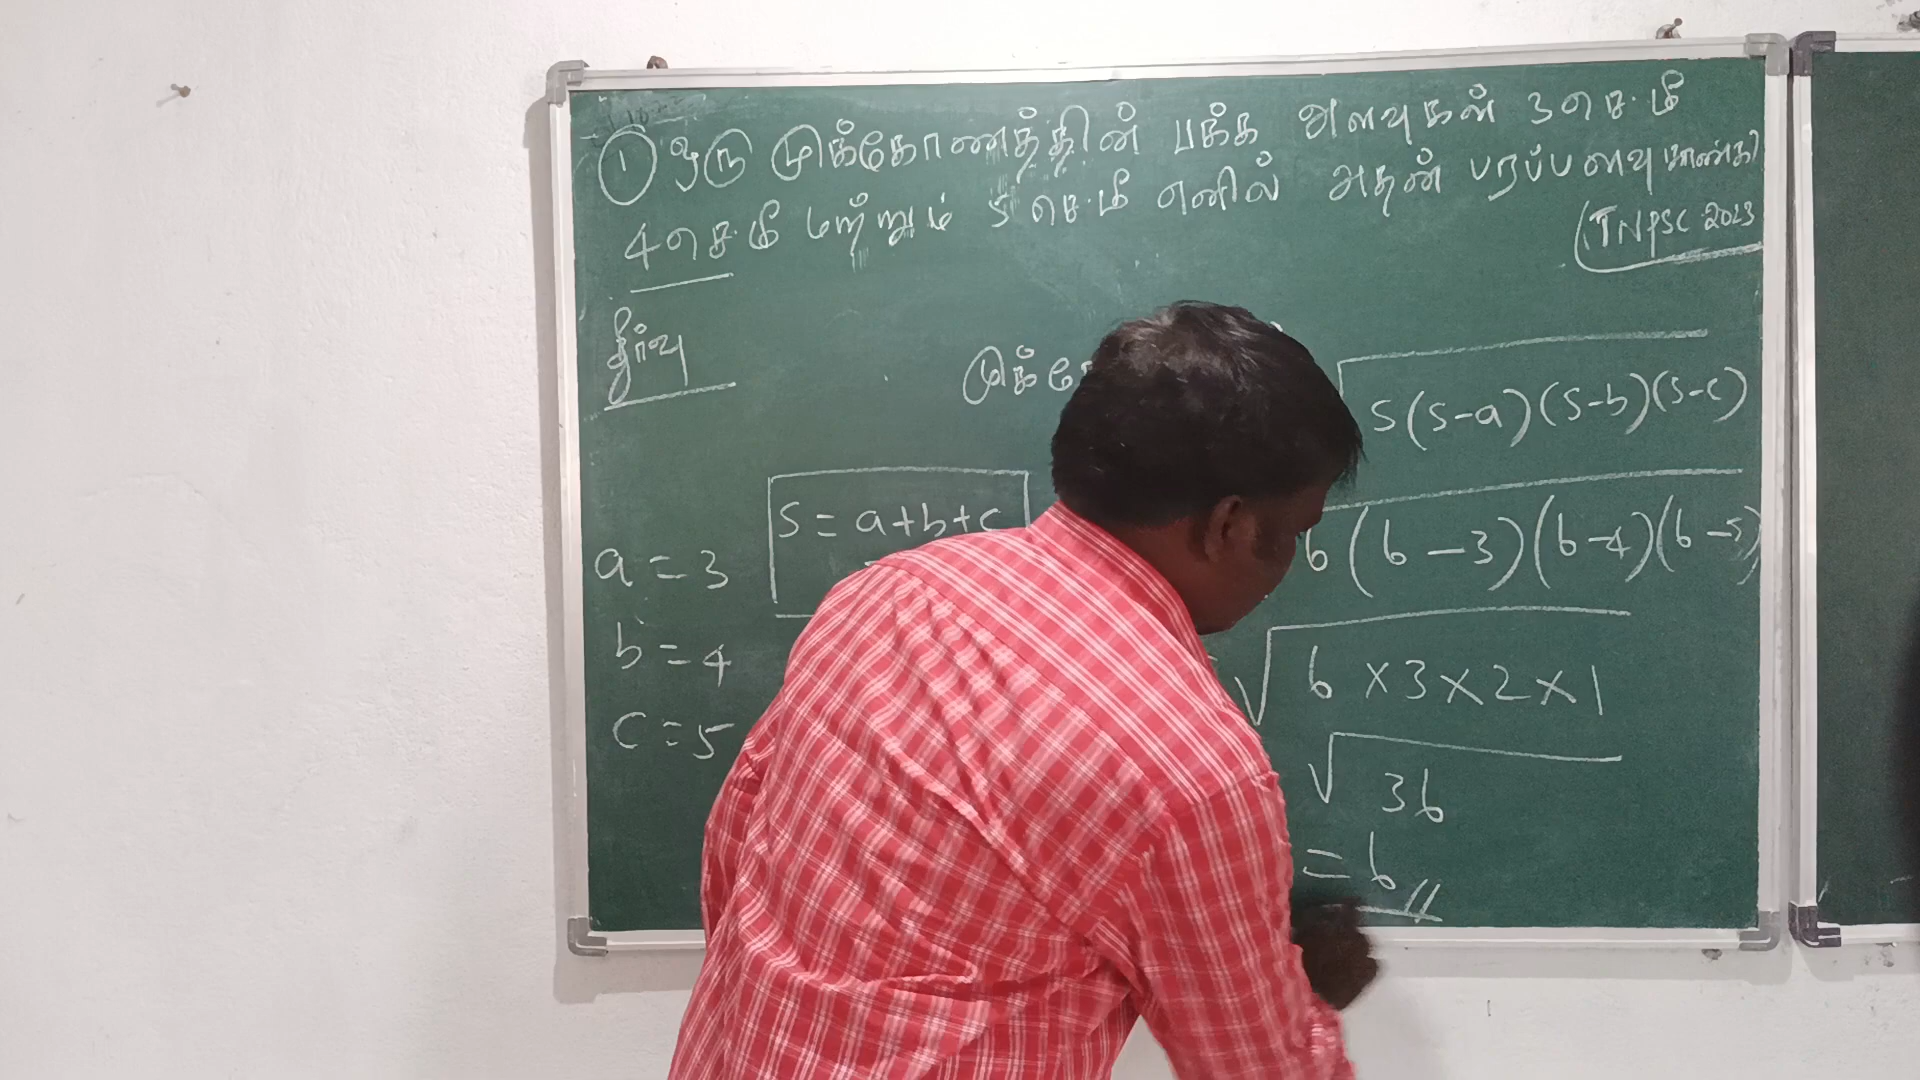 ① ஒரு முக்கோணத்தின் பக்க அளவுகள் 3 செ.மீ
4 செ.மீ மற்றும் 5 செ.மீ எனில் அதன் பரப்பளவு காண்க
(TNPSC 2023
தீர்வு
முக்கோ
√ s(s-a)(s-b)(s-c)
s = a+b+c
6(6-3)(6-4)(6-5)
a = 3
b = 4
√ 6×3×2×1
c = 5
√ 36
= 6